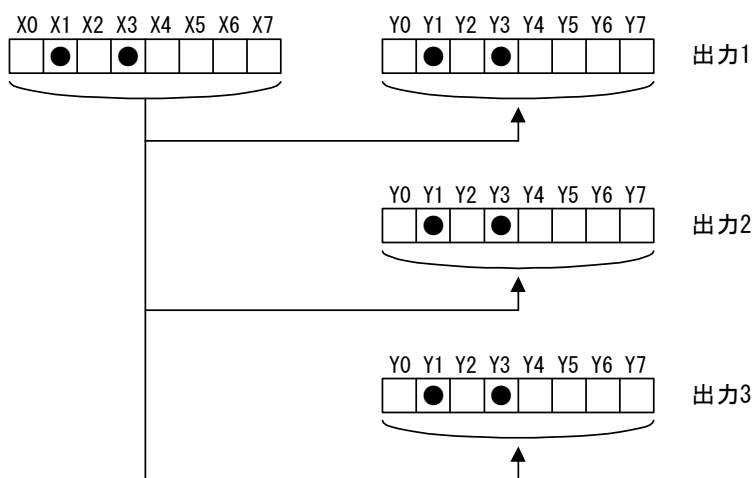 X0 X1 X2 X3 X4 X5 X6 X7
Y0 Y1 Y2 Y3 Y4 Y5 Y6 Y7
出力1
Y0 Y1 Y2 Y3 Y4 Y5 Y6 Y7
出力2
Y0 Y1 Y2 Y3 Y4 Y5 Y6 Y7
出力3